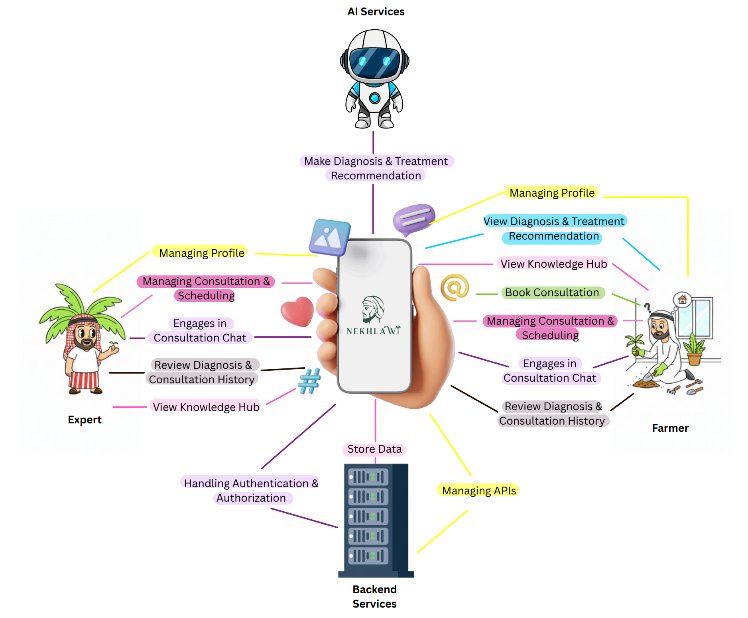 AI Services
Make Diagnosis & Treatment
Recommendation
Managing Profile
View Diagnosis & Treatment
Recommendation
View Knowledge Hub
Book Consultation
Managing Consultation &
Scheduling
Engages in
Consultation Chat
Review Diagnosis &
Consultation History
Farmer
Managing Profile
Managing Consultation &
Scheduling
Engages in
Consultation Chat
Review Diagnosis &
Consultation History
View Knowledge Hub
Expert
NEKHLAWI
@
#
?
Store Data
Handling Authentication &
Authorization
Managing APIs
Backend
Services